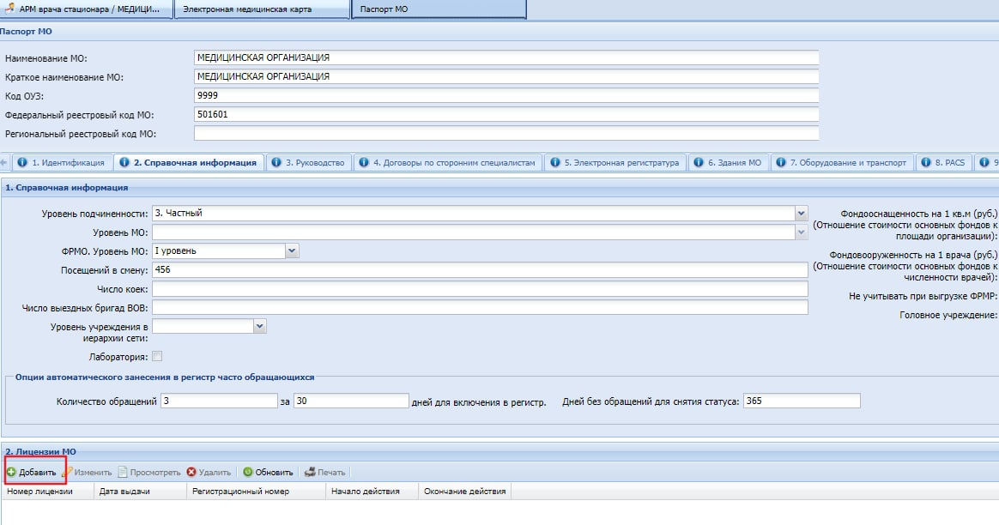 АРМ врача стационара / МЕДИЦИ... Электронная медицинская карта Паспорт МО
Паспорт МО
Наименование МО: МЕДИЦИНСКАЯ ОРГАНИЗАЦИЯ
Краткое наименование МО: МЕДИЦИНСКАЯ ОРГАНИЗАЦИЯ
Код ОУЗ: 9999
Федеральный реестровый код МО: 501601
Региональный реестровый код МО:
1. Идентификация 2. Справочная информация 3. Руководство 4. Договоры по сторонним специалистам 5. Электронная регистратура 6. Здания МО 7. Оборудование и транспорт 8. PACS 9
1. Справочная информация
Уровень подчиненности: 3. Частный
Уровень МО:
ФРМО. Уровень МО: I уровень
Посещений в смену: 456
Число коек:
Число выездных бригад ВОВ:
Уровень учреждения в
иерархии сети:
Лаборатория:
Фондооснащенность на 1 кв.м (руб.)
(Отношение стоимости основных фондов к
площади организации):
Фондовооруженность на 1 врача (руб.)
(Отношение стоимости основных фондов к
численности врачей):
Не учитывать при выгрузке ФРМР:
Головное учреждение:
Опции автоматического занесения в регистр часто обращающихся
Количество обращений 3 за 30 дней для включения в регистр. Дней без обращений для снятия статуса: 365
2. Лицензии МО
Добавить Изменить Просмотреть Удалить Обновить Печать
Номер лицензии Дата выдачи Регистрационный номер Начало действия Окончание действия